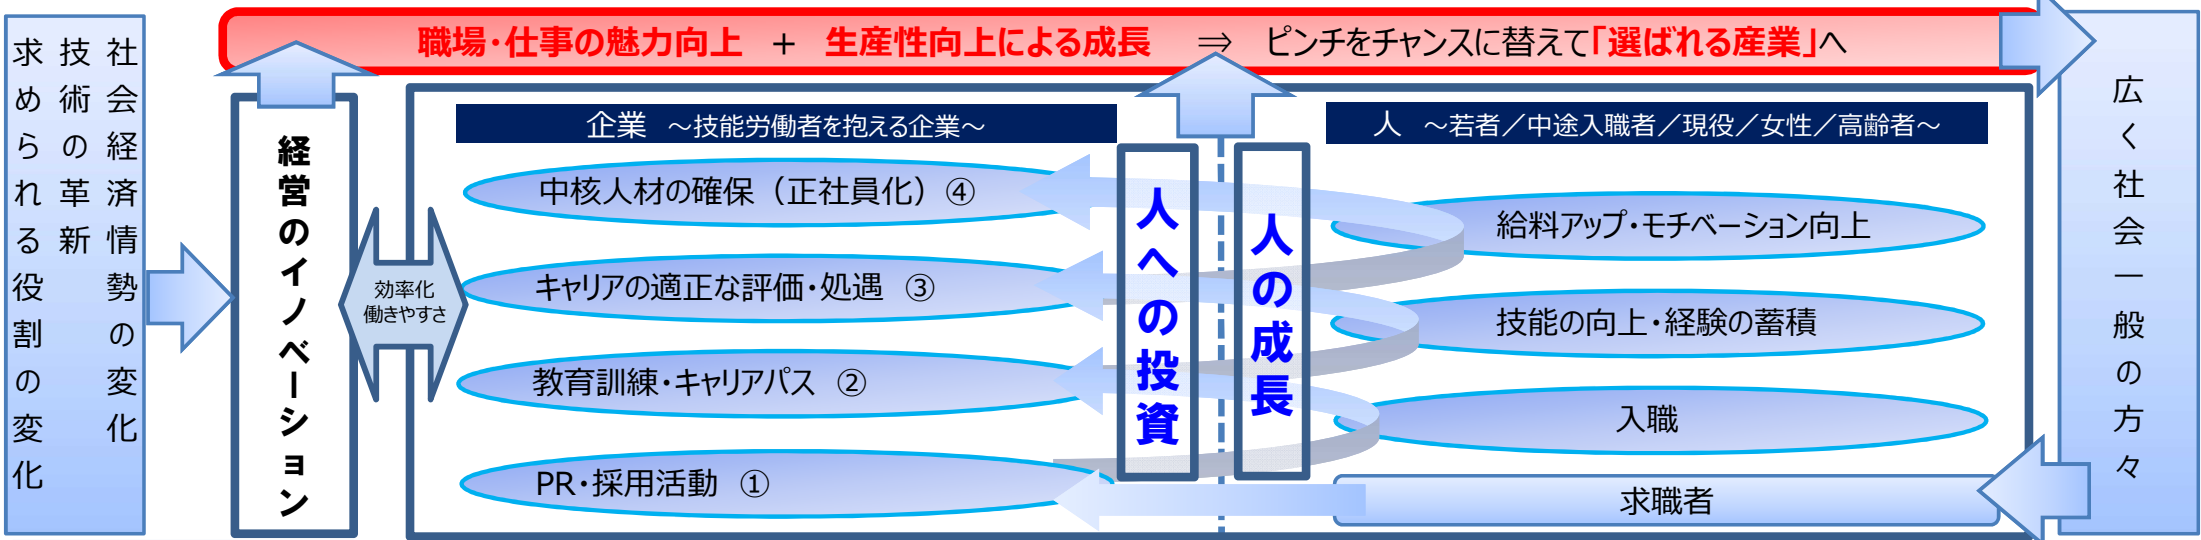 職場・仕事の魅力向上 + 生産性向上による成長 ⇒ ピンチをチャンスに替えて「選ばれる産業」へ
社会経済情勢の変化
技術の革新
求められる役割の変化
経営のイノベーション
効率化
働きやすさ
企業 ～技能労働者を抱える企業～
中核人材の確保（正社員化）④
キャリアの適正な評価・処遇 ③
教育訓練・キャリアパス ②
PR・採用活動 ①
人への投資
人の成長
人 ～若者／中途入職者／現役／女性／高齢者～
給料アップ・モチベーション向上
技能の向上・経験の蓄積
入職
求職者
広く社会一般の方々